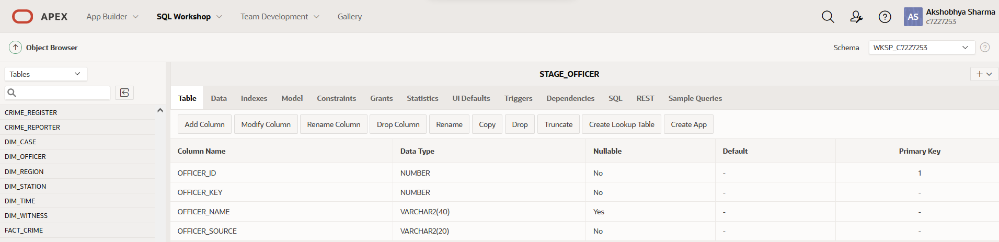 APEX App Builder SQL Workshop Team Development Gallery AS Akshobhya Sharma
c7227253
Object Browser Schema WKSP_C7227253
Tables
CRIME_REGISTER
CRIME_REPORTER
DIM_CASE
DIM_OFFICER
DIM_REGION
DIM_STATION
DIM_TIME
DIM_WITNESS
FACT_CRIME
STAGE_OFFICER
Table Data Indexes Model Constraints Grants Statistics UI Defaults Triggers Dependencies SQL REST Sample Queries
Add Column Modify Column Rename Column Drop Column Rename Copy Drop Truncate Create Lookup Table Create App
Column Name Data Type Nullable Default Primary Key
OFFICER_ID NUMBER No - 1
OFFICER_KEY NUMBER No - -
OFFICER_NAME VARCHAR2(40) Yes - -
OFFICER_SOURCE VARCHAR2(20) No - -